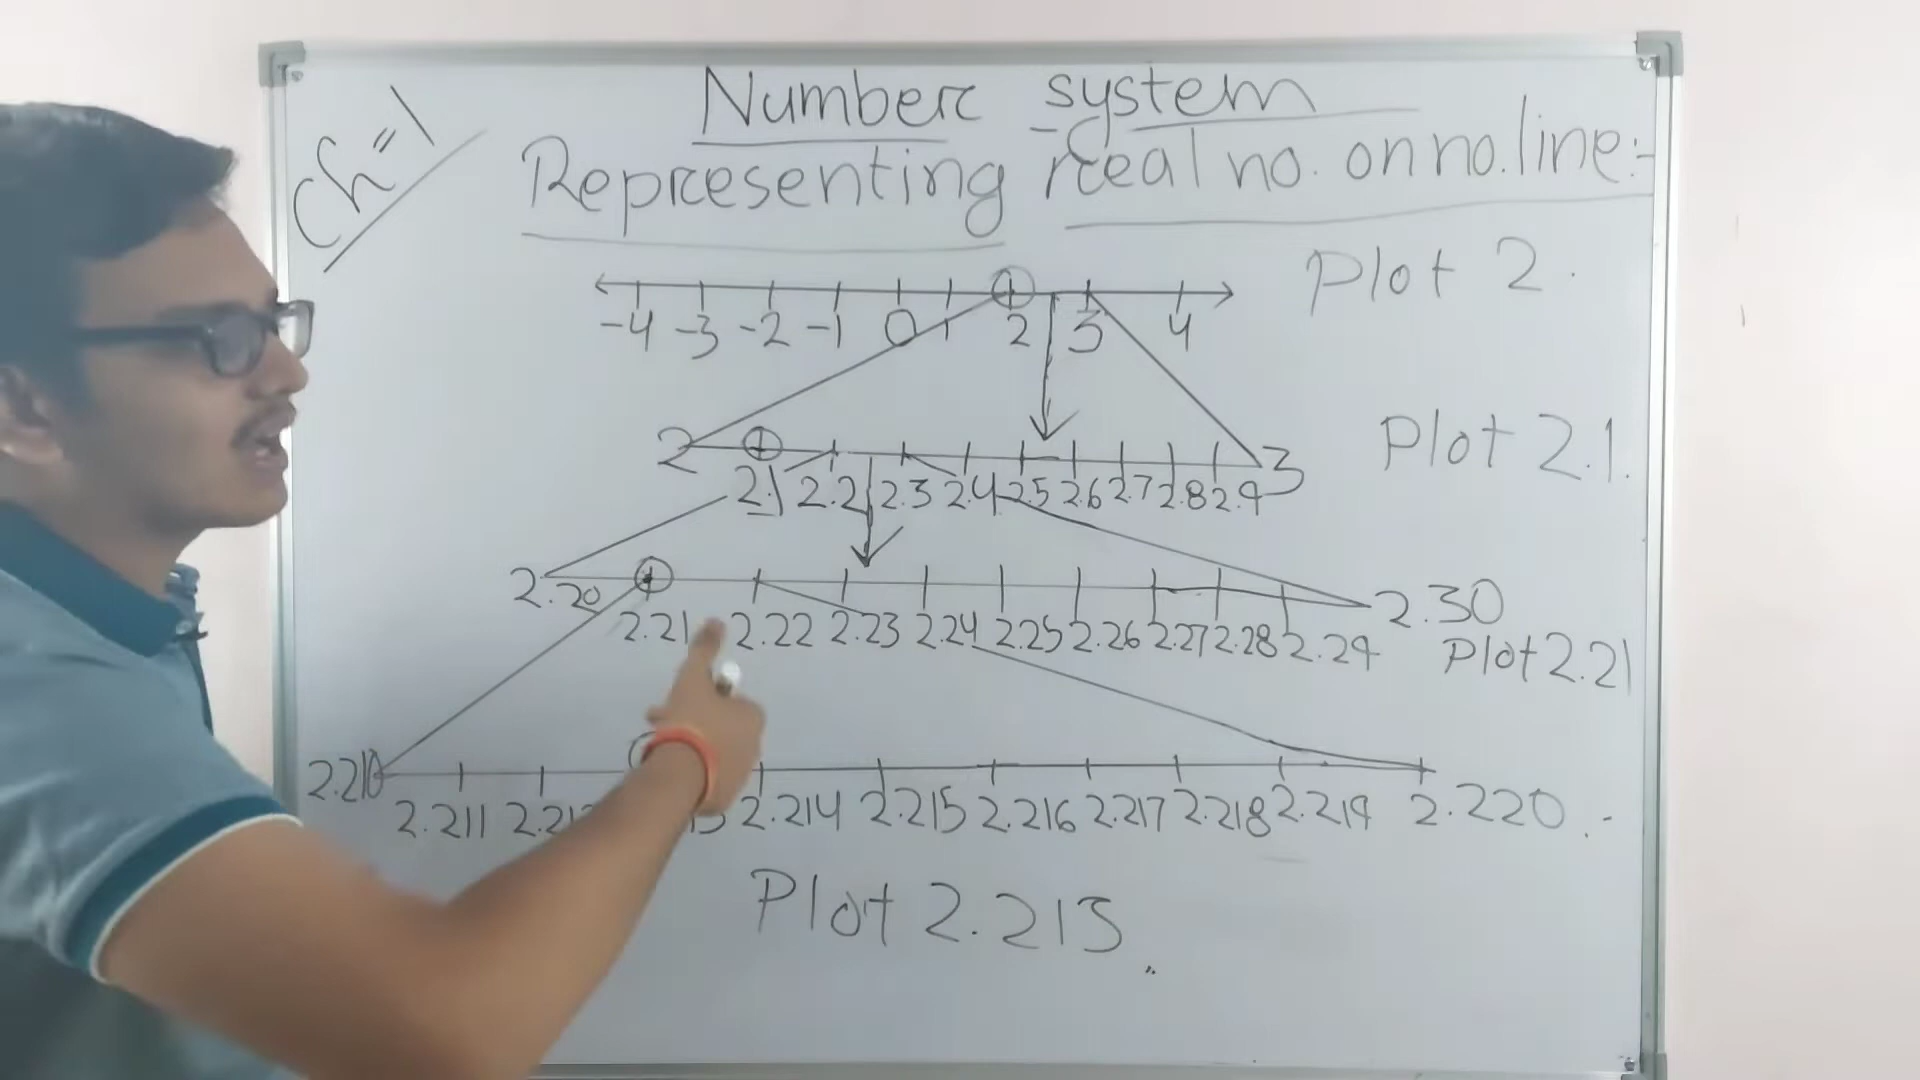 Ch=1
Number system
Representing real no. on no.line:-
Plot 2.
-4 -3 -2 -1 0 1 2 3 4
Plot 2.1.
2 3
2.1 2.2 2.3 2.4 2.5 2.6 2.7 2.8 2.9
2.20 2.30
2.21 2.22 2.23 2.24 2.25 2.26 2.27 2.28 2.29
Plot 2.21
2.210
2.211 2.214 2.215 2.216 2.217 2.218 2.219 2.220.-
Plot 2.213